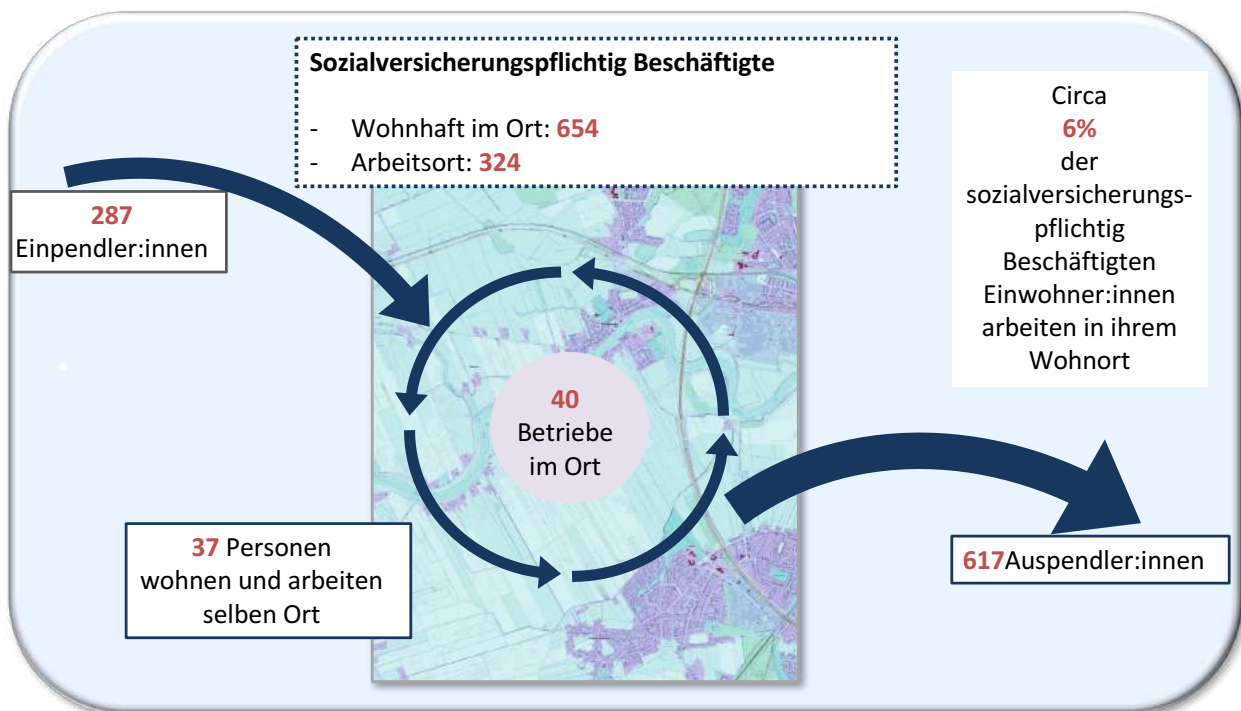 Sozialversicherungspflichtig Beschäftigte
- Wohnhaft im Ort: 654
- Arbeitsort: 324
Circa
6%
der
sozialversicherungs-
pflichtig
Beschäftigten
Einwohner:innen
arbeiten in ihrem
Wohnort
287
Einpendler:innen
40
Betriebe
im Ort
37 Personen
wohnen und arbeiten
selben Ort
617Auspendler:innen